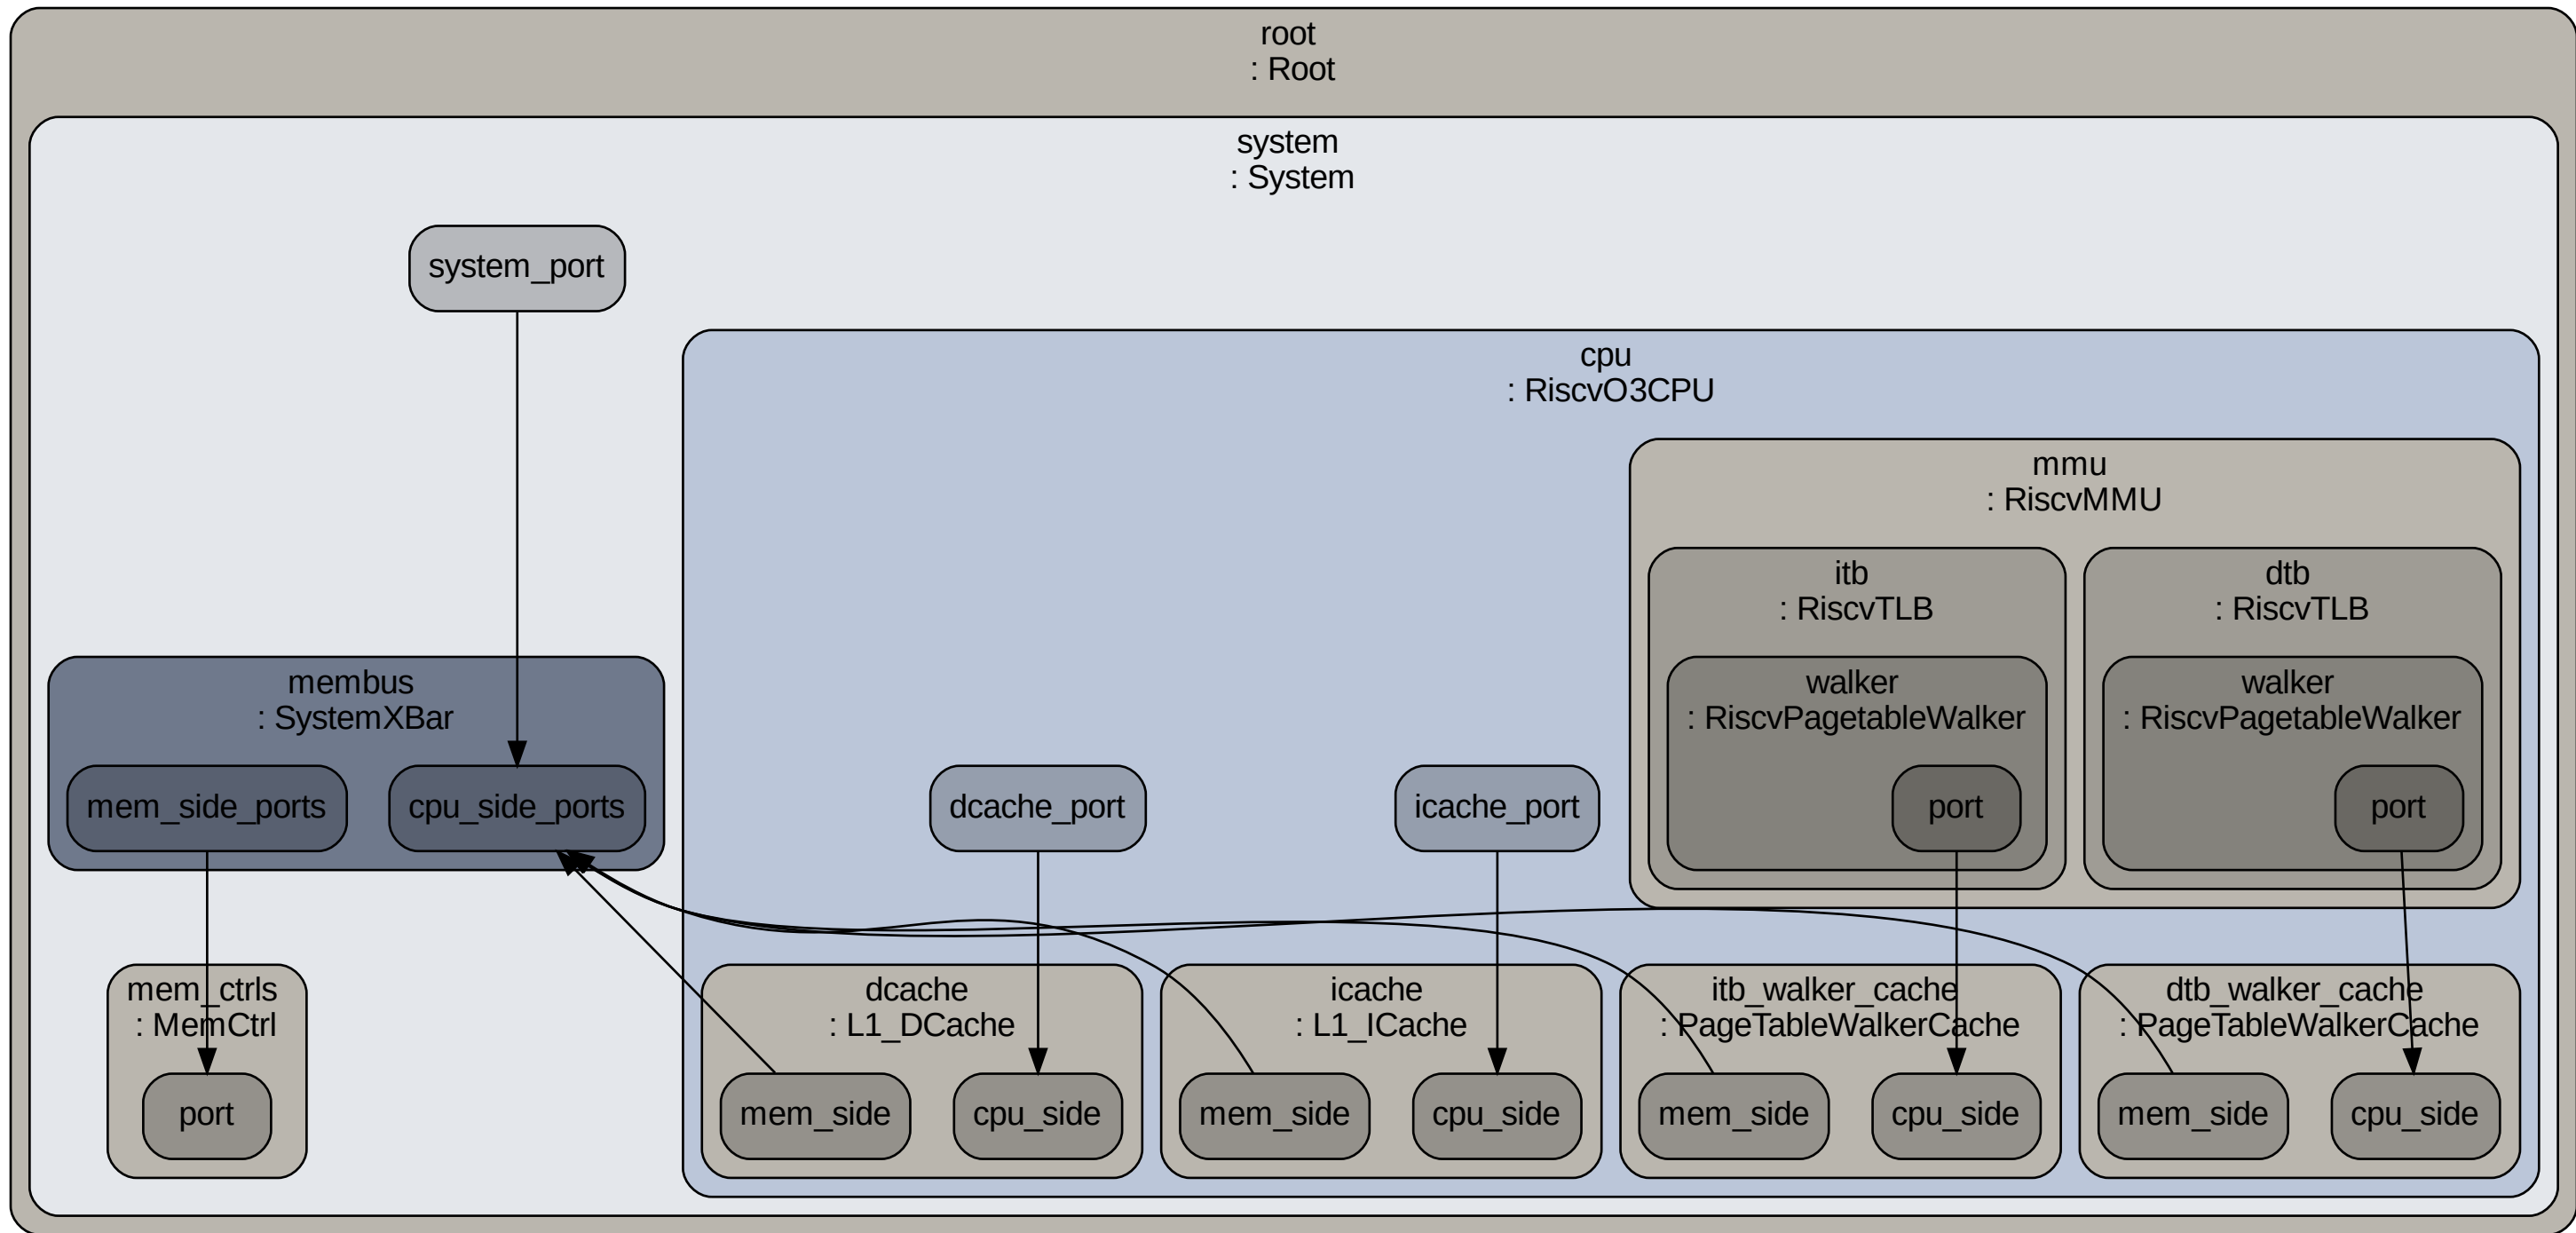 root
: Root
system
: System
system_port
cpu
: RiscvO3CPU
mmu
: RiscvMMU
itb
: RiscvTLB
dtb
: RiscvTLB
membus
: SystemXBar
walker
: RiscvPagetableWalker
walker
: RiscvPagetableWalker
mem_side_ports
cpu_side_ports
dcache_port
icache_port
port
port
mem_ctrls
: MemCtrl
dcache
: L1_DCache
icache
: L1_ICache
itb_walker_cache
: PageTableWalkerCache
dtb_walker_cache
: PageTableWalkerCache
port
mem_side
cpu_side
mem_side
cpu_side
mem_side
cpu_side
mem_side
cpu_side